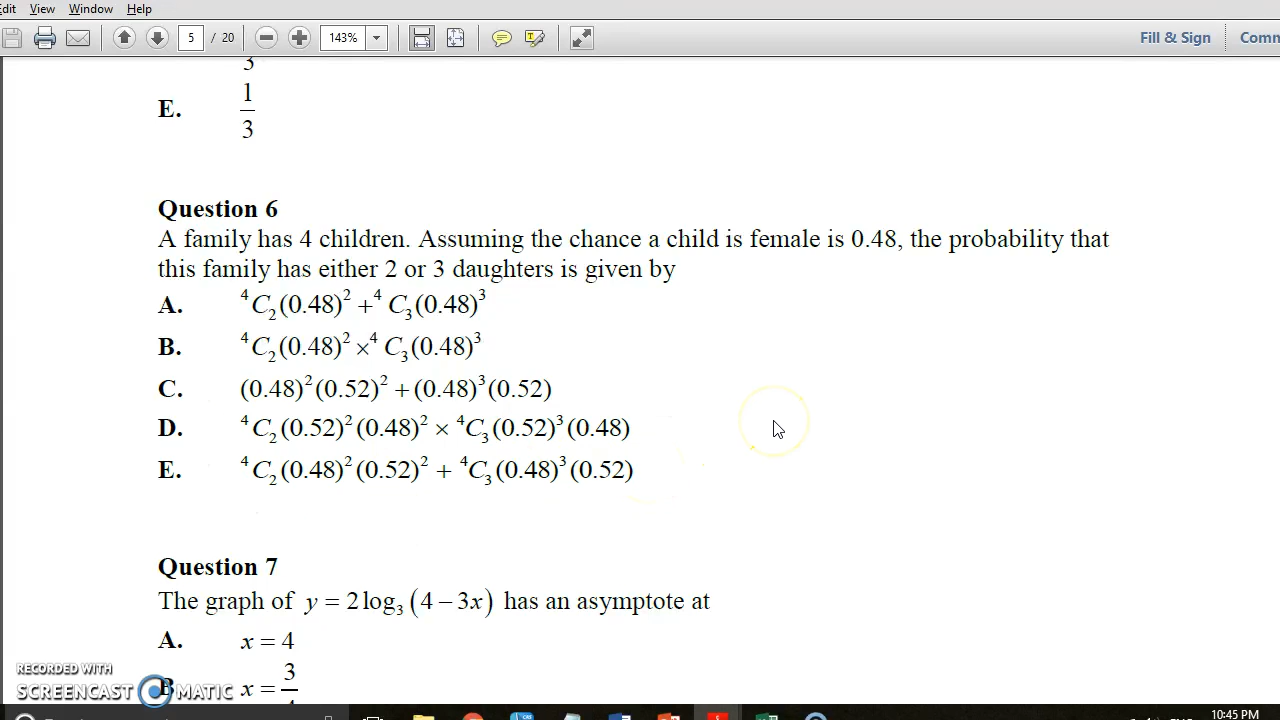 Edit View Window Help
5 / 20 143% Fill & Sign Comm
3
E. 1/3
Question 6
A family has 4 children. Assuming the chance a child is female is 0.48, the probability that
this family has either 2 or 3 daughters is given by
A. ⁴C₂(0.48)² + ⁴C₃(0.48)³
B. ⁴C₂(0.48)² × ⁴C₃(0.48)³
C. (0.48)²(0.52)² + (0.48)³(0.52)
D. ⁴C₂(0.52)²(0.48)² × ⁴C₃(0.52)³(0.48)
E. ⁴C₂(0.48)²(0.52)² + ⁴C₃(0.48)³(0.52)
Question 7
The graph of y = 2log₃(4 − 3x) has an asymptote at
A. x = 4
RECORDED WITH
SCREENCAST MATIC
B. x = 3/4
10:45 PM